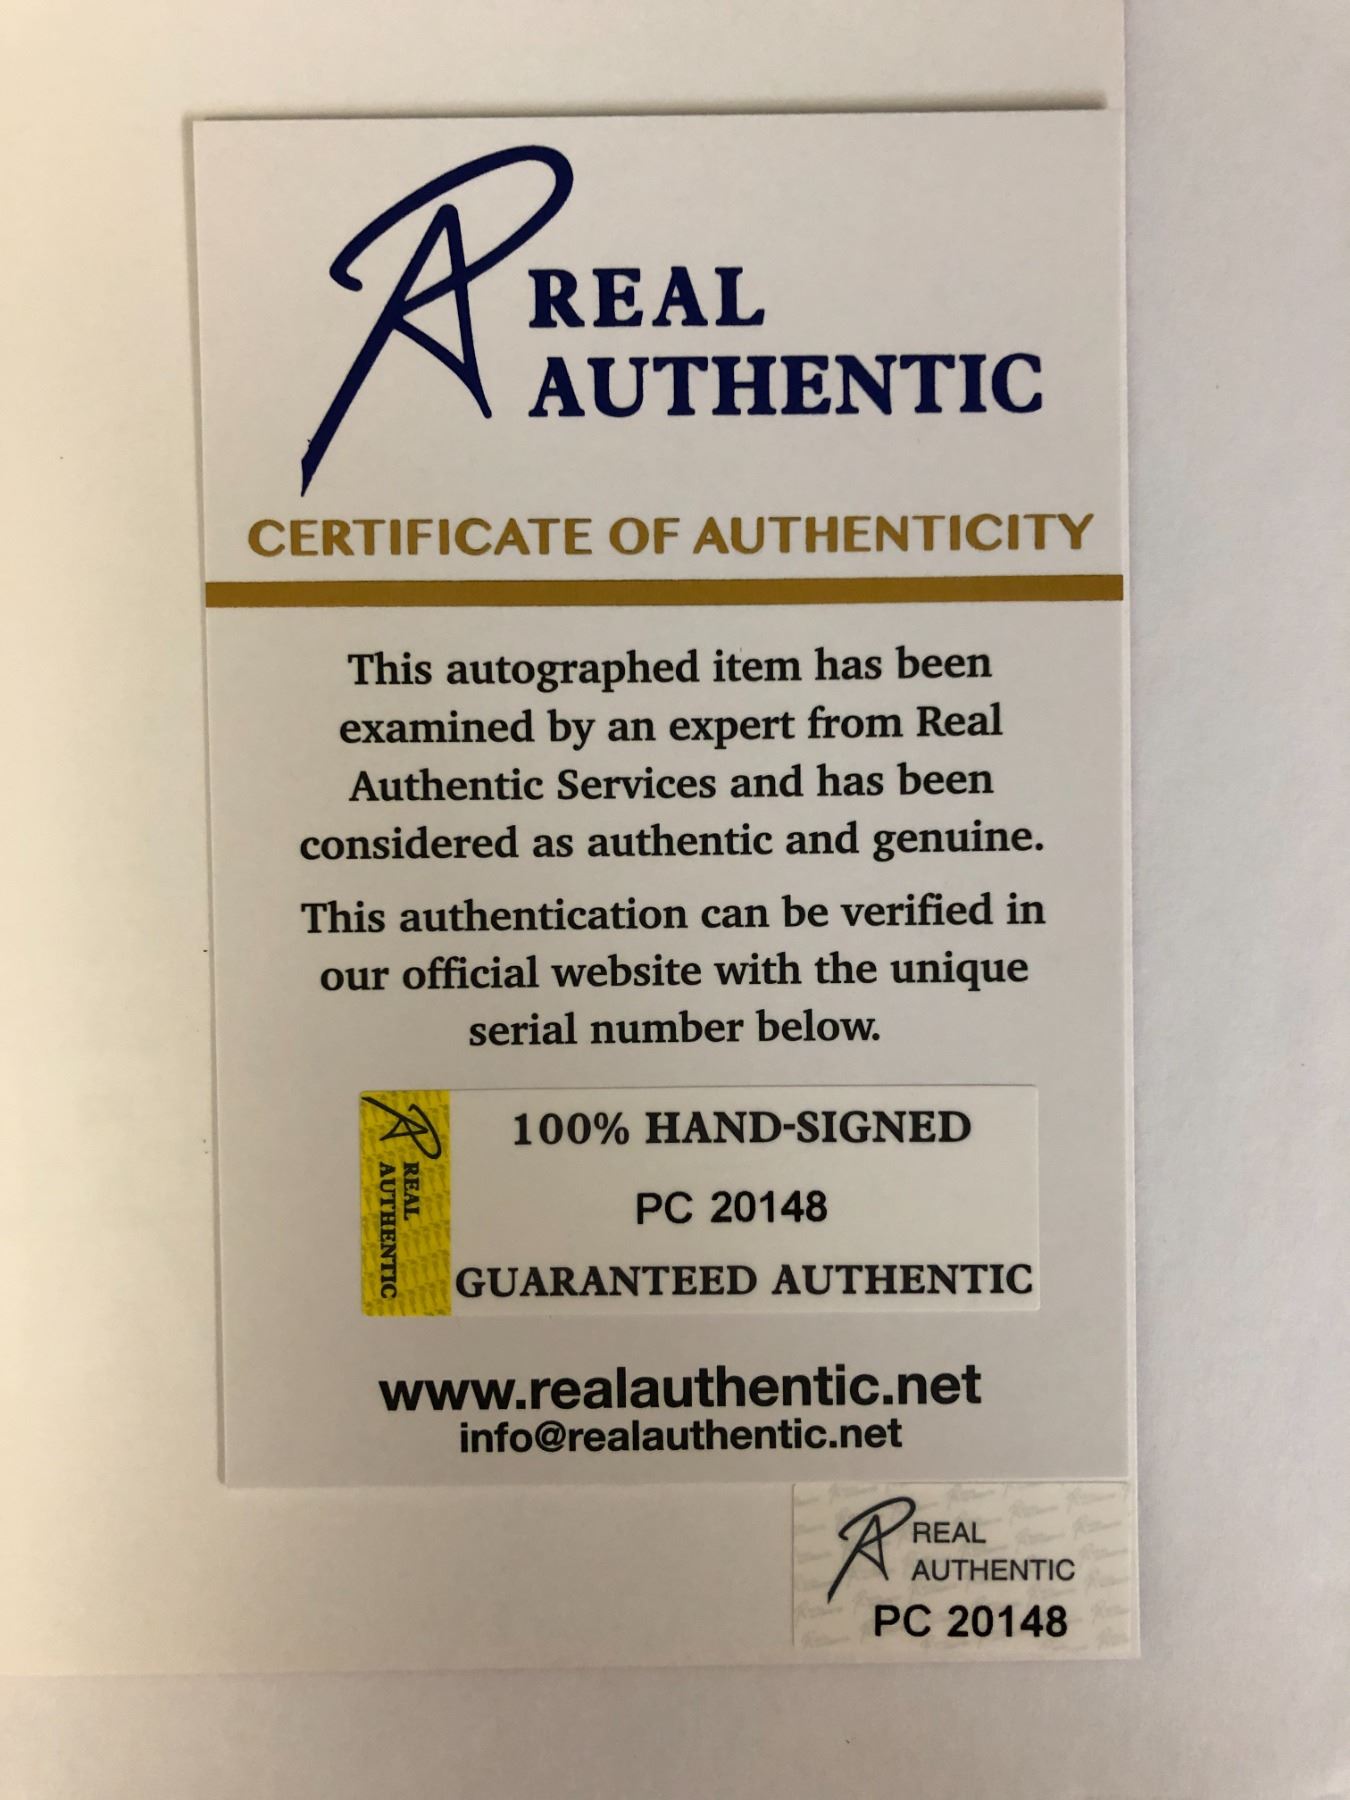 REAL
AUTHENTIC
CERTIFICATE OF AUTHENTICITY
This autographed item has been
examined by an expert from Real
Authentic Services and has been
considered as authentic and genuine.
This authentication can be verified in
our official website with the unique
serial number below.
REAL
AUTHENTIC
100% HAND-SIGNED
PC 20148
GUARANTEED AUTHENTIC
www.realauthentic.net
info@realauthentic.net
REAL
AUTHENTIC
PC 20148